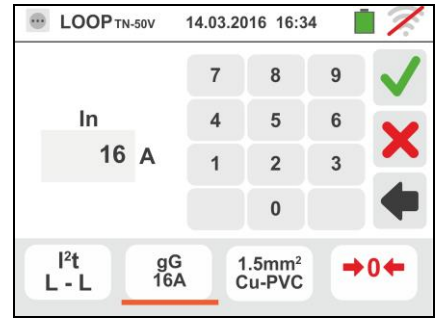 LOOP TN-50V 14.03.2016 16:34
7 8 9
In
4 5 6
16 A
1 2 3
0
I²t gG 1.5mm²
L - L 16A Cu-PVC
→0←